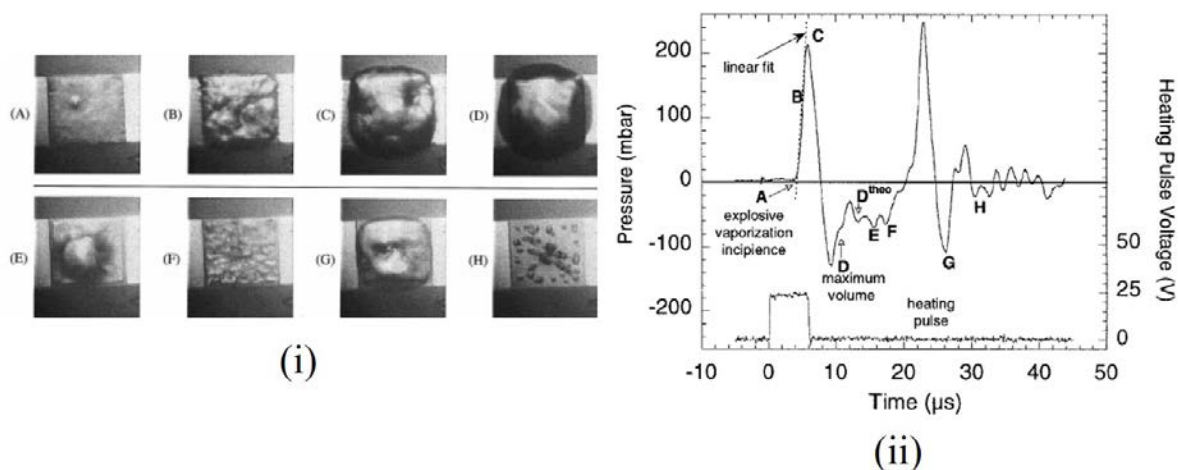 (A)
(B)
(C)
(D)
(E)
(F)
(G)
(H)
(i)
Pressure (mbar)
200
100
0
-100
-200
linear fit
C
B
A
explosive
vaporization
incipience
D
maximum
volume
D theo
E
F
G
H
heating
pulse
Heating Pulse Voltage (V)
50
25
0
-10
0
10
20
30
40
50
Time (µs)
(ii)